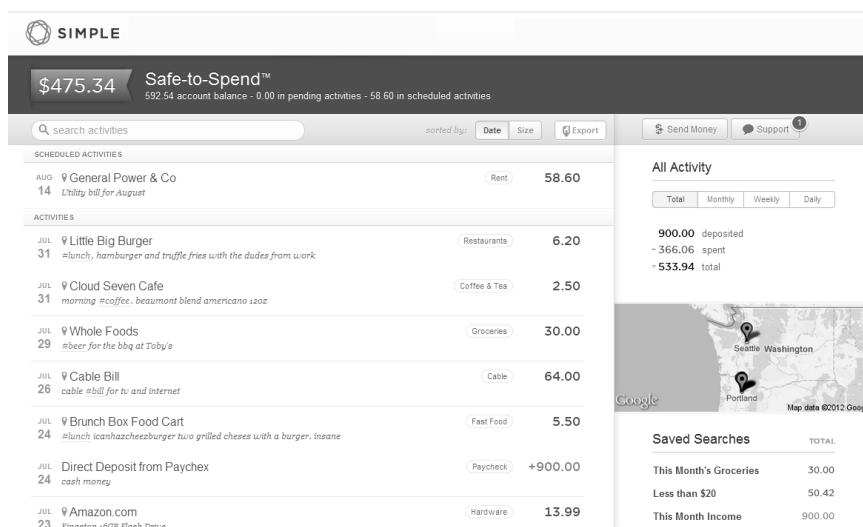 SIMPLE
$475.34
Safe-to-Spend™
592.54 account balance - 0.00 in pending activities - 58.60 in scheduled activities
search activities
sorted by: Date Size Export
SCHEDULED ACTIVITIES
AUG 14 General Power & Co Rent 58.60
Utility bill for August
ACTIVITIES
JUL 31 Little Big Burger Restaurants 6.20
#lunch, hamburger and truffle fries with the dudes from work
JUL 31 Cloud Seven Cafe Coffee & Tea 2.50
morning #coffee. beaumont blend americano 12oz
JUL 29 Whole Foods Groceries 30.00
#beer for the bbq at Toby's
JUL 26 Cable Bill Cable 64.00
cable #bill for tv and internet
JUL 24 Brunch Box Food Cart Fast Food 5.50
#lunch icanhazcheezburger two grilled cheses with a burger. insane
JUL 24 Direct Deposit from Paychex Paycheck +900.00
cash money
JUL 23 Amazon.com Hardware 13.99
Kingston 16GB Flash Drive
Send Money Support 1
All Activity
Total Monthly Weekly Daily
900.00 deposited
- 366.06 spent
= 533.94 total
Seattle Washington
Portland
Google
Map data ©2012 Goog
Saved Searches TOTAL
This Month's Groceries 30.00
Less than $20 50.42
This Month Income 900.00